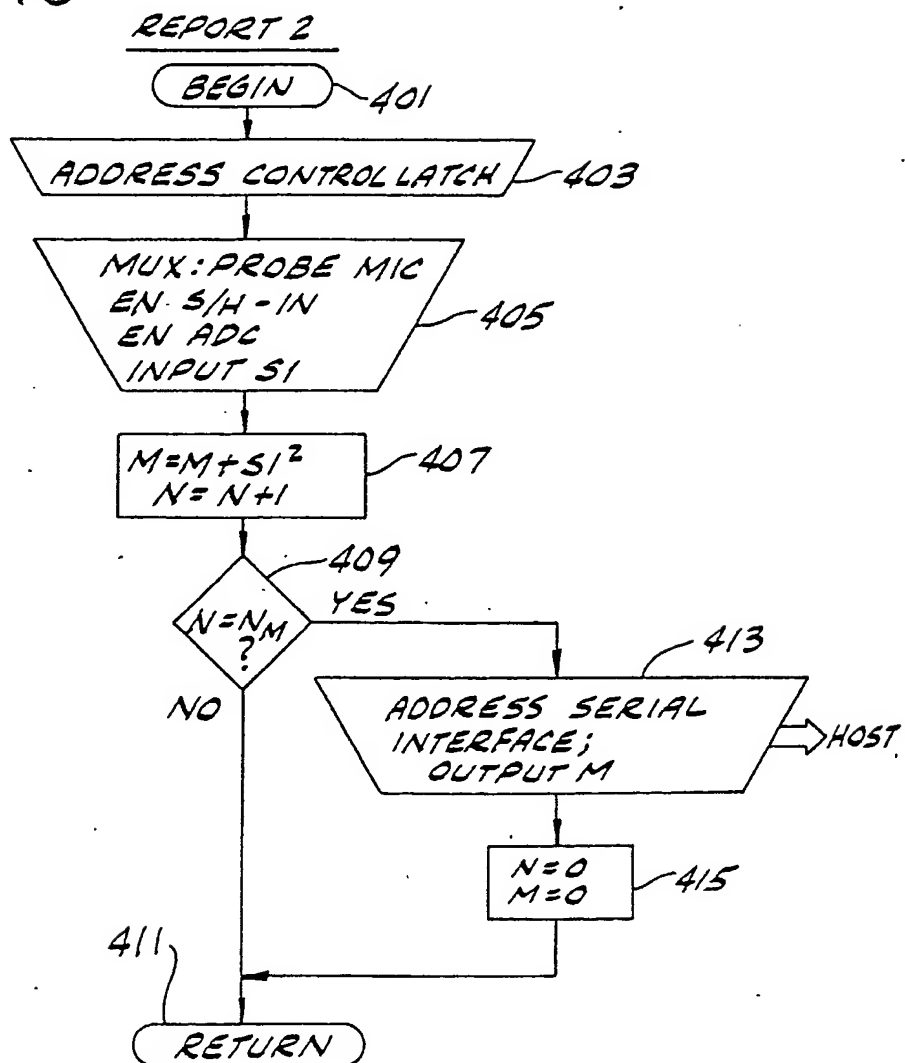 REPORT 2
BEGIN
401
ADDRESS CONTROL LATCH
403
MUX: PROBE MIC
EN S/H-IN
EN ADC
INPUT S1
405
M=M+S1²
N=N+1
407
409
N=NM
?
YES
NO
413
ADDRESS SERIAL
INTERFACE;
OUTPUT M
HOST
N=0
M=0
415
411
RETURN